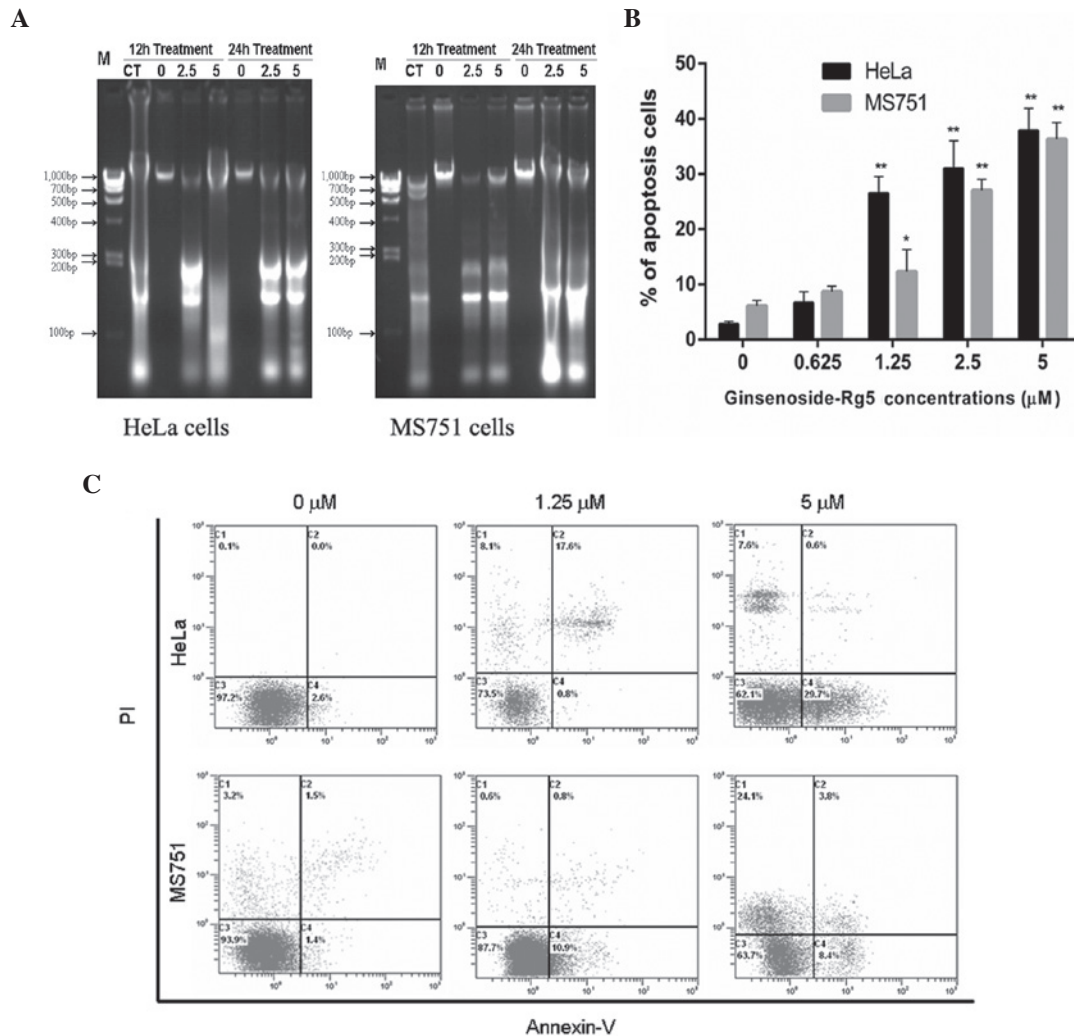 A
12h Treatment 24h Treatment
M CT 0 2.5 5 0 2.5 5
1,000bp
700bp
500bp
400bp
300bp
200bp
100bp
HeLa cells
12h Treatment 24h Treatment
M CT 0 2.5 5 0 2.5 5
1,000bp
700bp
500bp
400bp
300bp
200bp
100bp
MS751 cells
B
HeLa
MS751
% of apoptosis cells
50
40
30
20
10
0
** * ** ** ** **
0 0.625 1.25 2.5 5
Ginsenoside-Rg5 concentrations (μM)
C
0 μM 1.25 μM 5 μM
PI
HeLa
C1 0.1%
C2 0.0%
C3 97.2%
C4 2.6%
C1 8.1%
C2 17.6%
C3 73.5%
C4 0.8%
C1 7.6%
C2 0.6%
C3 62.1%
C4 29.7%
MS751
C1 3.2%
C2 1.5%
C3 93.9%
C4 1.4%
C1 0.6%
C2 0.8%
C3 87.7%
C4 10.9%
C1 24.1%
C2 3.8%
C3 63.7%
C4 8.4%
Annexin-V